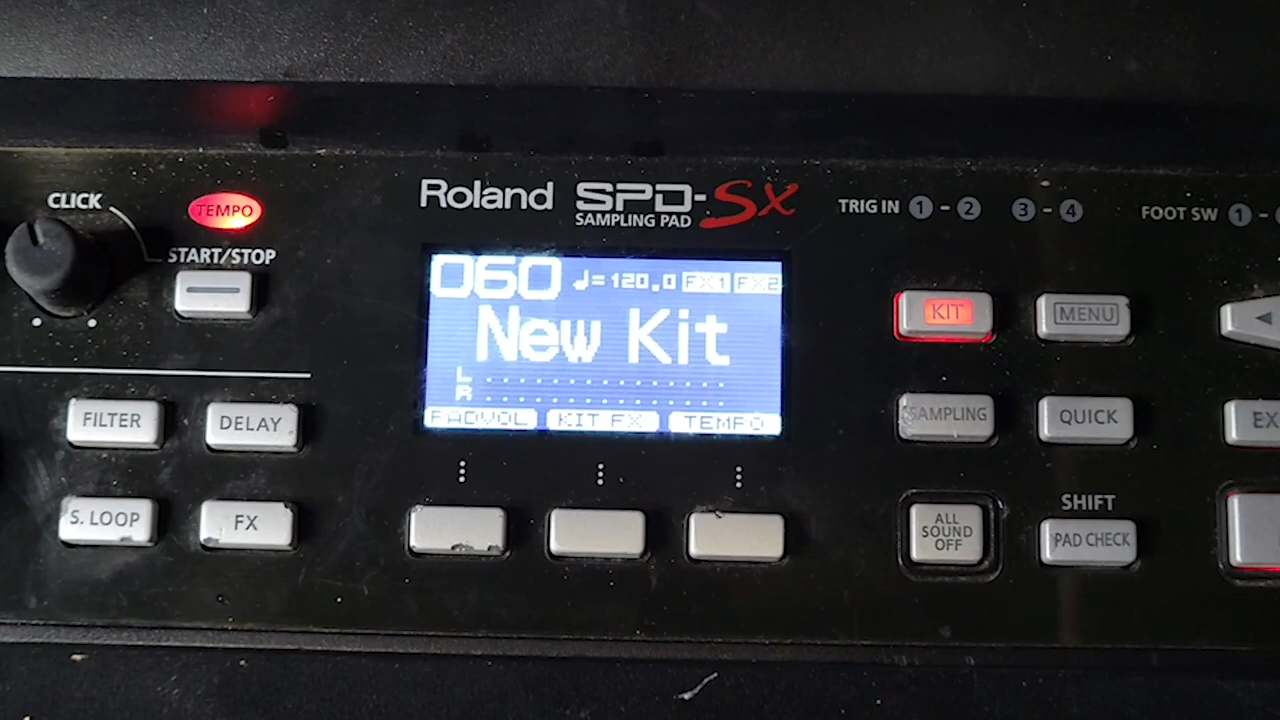 CLICK
TEMPO
START/STOP
FILTER
DELAY
S. LOOP
FX
Roland SPD-SX
SAMPLING PAD
060 ♩=120.0 FX1 FX2
New Kit
L
R
PADVOL KIT FX TEMPO
TRIG IN 1 - 2 3 - 4
FOOT SW 1 -
KIT
MENU
SAMPLING
QUICK
EX
ALL
SOUND
OFF
SHIFT
PAD CHECK